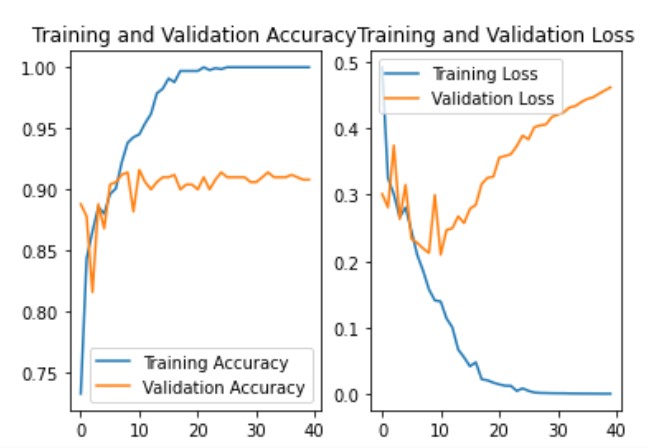 Training and Validation Accuracy
1.00
0.95
0.90
0.85
0.80
0.75
Training Accuracy
Validation Accuracy
0 10 20 30 40
Training and Validation Loss
0.5
0.4
0.3
0.2
0.1
0.0
Training Loss
Validation Loss
0 10 20 30 40